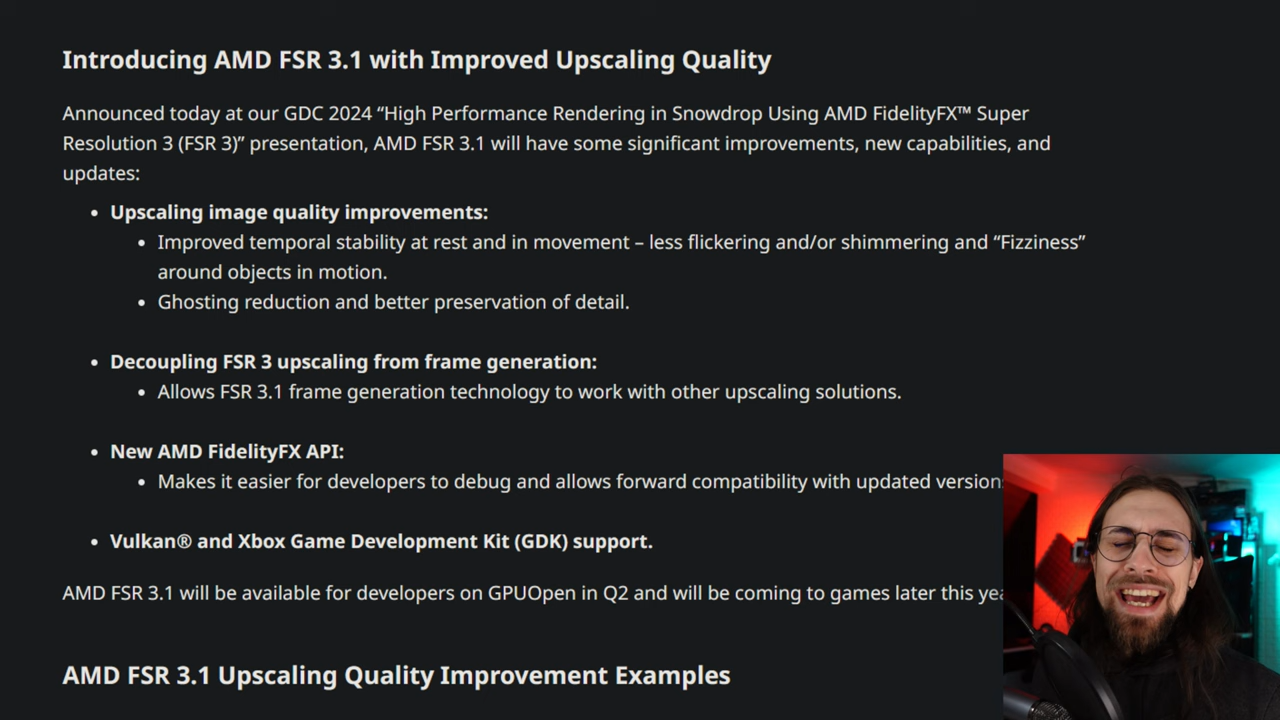 Introducing AMD FSR 3.1 with Improved Upscaling Quality
Announced today at our GDC 2024 “High Performance Rendering in Snowdrop Using AMD FidelityFX™ Super
Resolution 3 (FSR 3)” presentation, AMD FSR 3.1 will have some significant improvements, new capabilities, and
updates:
• Upscaling image quality improvements:
• Improved temporal stability at rest and in movement – less flickering and/or shimmering and “Fizziness”
around objects in motion.
• Ghosting reduction and better preservation of detail.
• Decoupling FSR 3 upscaling from frame generation:
• Allows FSR 3.1 frame generation technology to work with other upscaling solutions.
• New AMD FidelityFX API:
• Makes it easier for developers to debug and allows forward compatibility with updated version
• Vulkan® and Xbox Game Development Kit (GDK) support.
AMD FSR 3.1 will be available for developers on GPUOpen in Q2 and will be coming to games later this yea
AMD FSR 3.1 Upscaling Quality Improvement Examples